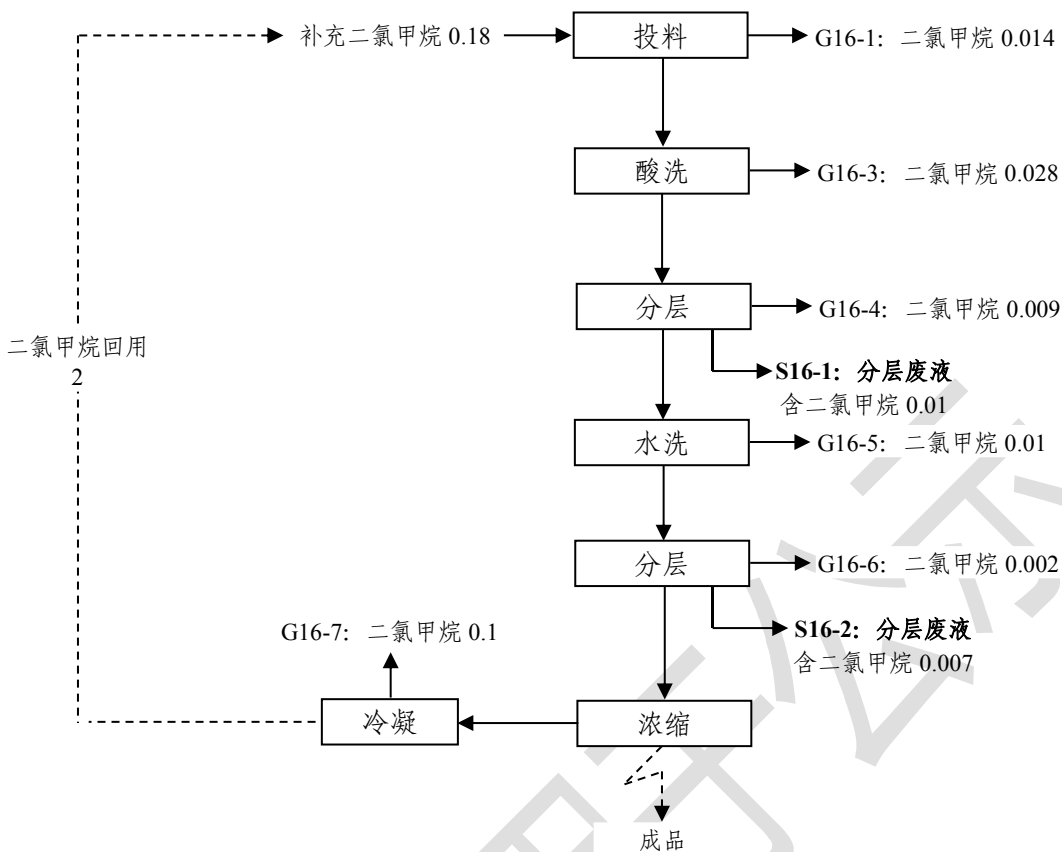 补充二氯甲烷 0.18
投料
G16-1: 二氯甲烷 0.014
酸洗
G16-3: 二氯甲烷 0.028
分层
G16-4: 二氯甲烷 0.009
二氯甲烷回用
2
S16-1: 分层废液
含二氯甲烷 0.01
水洗
G16-5: 二氯甲烷 0.01
分层
G16-6: 二氯甲烷 0.002
S16-2: 分层废液
含二氯甲烷 0.007
G16-7: 二氯甲烷 0.1
冷凝
浓缩
成品
公示